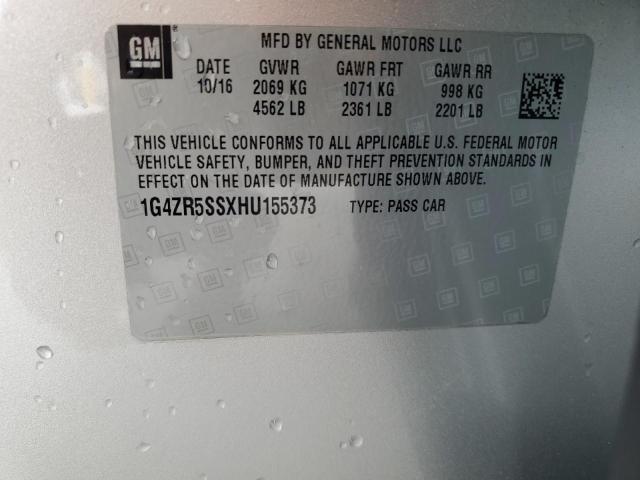 GM
MFD BY GENERAL MOTORS LLC
DATE GVWR GAWR FRT GAWR RR
10/16 2069 KG 1071 KG 998 KG
4562 LB 2361 LB 2201 LB
THIS VEHICLE CONFORMS TO ALL APPLICABLE U.S. FEDERAL MOTOR
VEHICLE SAFETY, BUMPER, AND THEFT PREVENTION STANDARDS IN
EFFECT ON THE DATE OF MANUFACTURE SHOWN ABOVE.
1G4ZR5SSXHU155373 TYPE: PASS CAR